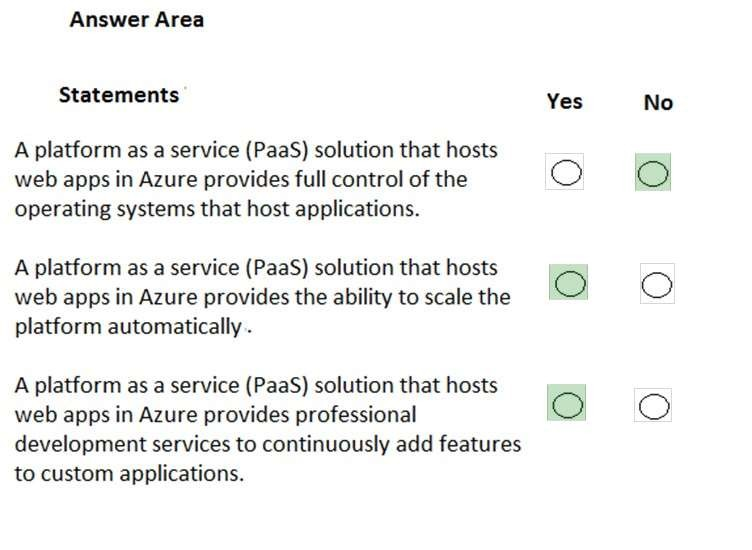 Answer Area
Statements
Yes No
A platform as a service (PaaS) solution that hosts
web apps in Azure provides full control of the
operating systems that host applications.
A platform as a service (PaaS) solution that hosts
web apps in Azure provides the ability to scale the
platform automatically.
A platform as a service (PaaS) solution that hosts
web apps in Azure provides professional
development services to continuously add features
to custom applications.